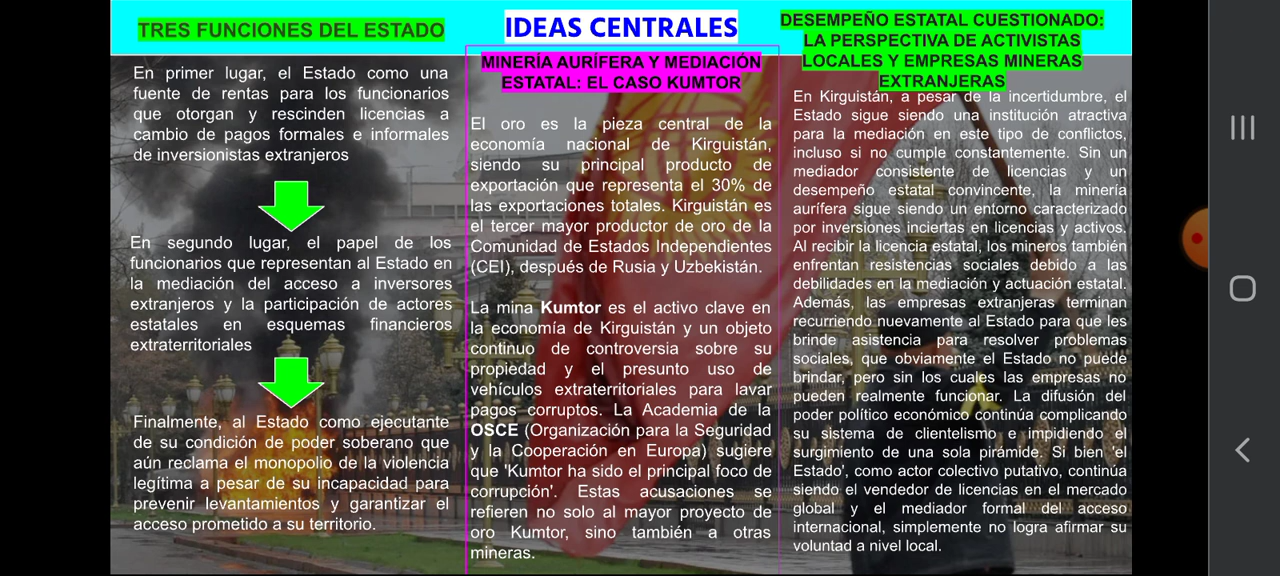 TRES FUNCIONES DEL ESTADO
En primer lugar, el Estado como una
fuente de rentas para los funcionarios
que otorgan y rescinden licencias a
cambio de pagos formales e informales
de inversionistas extranjeros
En segundo lugar, el papel de los
funcionarios que representan al Estado en
la mediación del acceso a inversores
extranjeros y la participación de actores
estatales en esquemas financieros
extraterritoriales
Finalmente, al Estado como ejecutante
de su condición de poder soberano que
aún reclama el monopolio de la violencia
legítima a pesar de su incapacidad para
prevenir levantamientos y garantizar el
acceso prometido a su territorio.
IDEAS CENTRALES
MINERÍA AURÍFERA Y MEDIACIÓN
ESTATAL: EL CASO KUMTOR
El oro es la pieza central de la
economía nacional de Kirguistán,
siendo su principal producto de
exportación que representa el 30% de
las exportaciones totales. Kirguistán es
el tercer mayor productor de oro de la
Comunidad de Estados Independientes
(CEI), después de Rusia y Uzbekistán.
La mina Kumtor es el activo clave en
la economía de Kirguistán y un objeto
continuo de controversia sobre su
propiedad y el presunto uso de
vehículos extraterritoriales para lavar
pagos corruptos. La Academia de la
OSCE (Organización para la Seguridad
y la Cooperación en Europa) sugiere
que 'Kumtor ha sido el principal foco de
corrupción'. Estas acusaciones se
refieren no solo al mayor proyecto de
oro Kumtor, sino también a otras
mineras.
DESEMPEÑO ESTATAL CUESTIONADO:
LA PERSPECTIVA DE ACTIVISTAS
LOCALES Y EMPRESAS MINERAS
EXTRANJERAS
En Kirguistán, a pesar de la incertidumbre, el
Estado sigue siendo una institución atractiva
para la mediación en este tipo de conflictos,
incluso si no cumple constantemente. Sin un
mediador consistente de licencias y un
desempeño estatal convincente, la minería
aurífera sigue siendo un entorno caracterizado
por inversiones inciertas en licencias y activos.
Al recibir la licencia estatal, los mineros también
enfrentan resistencias sociales debido a las
debilidades en la mediación y actuación estatal.
Además, las empresas extranjeras terminan
recurriendo nuevamente al Estado para que les
brinde asistencia para resolver problemas
sociales, que obviamente el Estado no puede
brindar, pero sin los cuales las empresas no
pueden realmente funcionar. La difusión del
poder político económico continúa complicando
su sistema de clientelismo e impidiendo el
surgimiento de una sola pirámide. Si bien 'el
Estado', como actor colectivo putativo, continúa
siendo el vendedor de licencias en el mercado
global y el mediador formal del acceso
internacional, simplemente no logra afirmar su
voluntad a nivel local.